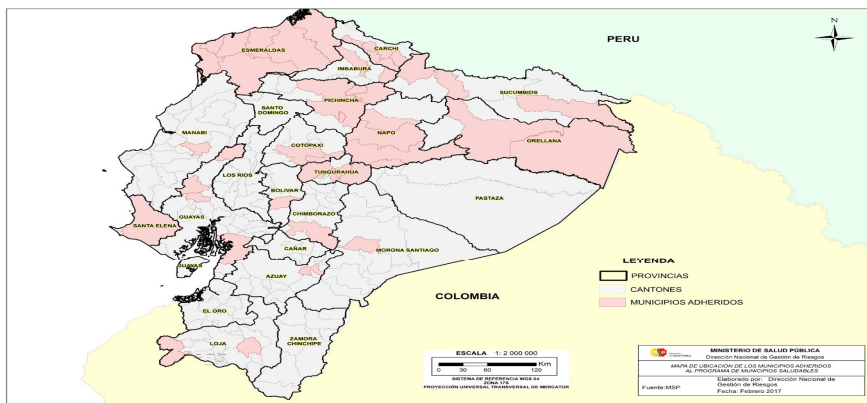 PERU
N
ESMERALDAS
CARCHI
IMBABURA
SUCUMBIOS
PICHINCHA
SANTO
DOMINGO
MANABI
NAPO
ORELLANA
COTOPAXI
TUNGURAHUA
LOS RIOS
BOLIVAR
PASTAZA
CHIMBORAZO
GUAYAS
SANTA ELENA
CAÑAR
MORONA SANTIAGO
GUAYAS
AZUAY
COLOMBIA
EL ORO
LOJA
ZAMORA
CHINCHIPE
LEYENDA
PROVINCIAS
CANTONES
MUNICIPIOS ADHERIDOS
ESCALA 1: 2 000 000
Km
0 30 60 120
SISTEMA DE REFERENCIA WGS 84
ZONA 17S
PROYECCIÓN UNIVERSAL TRANSVERSAL DE MERCATOR
MINISTERIO DE SALUD PÚBLICA
Dirección Nacional de Gestión de Riesgos
MAPA DE UBICACION DE LOS MUNICIPIOS ADHERIDOS
AL PROGRAMA DE MUNICIPIOS SALUDABLES
Fuente:MSP
Elaborado por: Dirección Nacional de
Gestión de Riesgos
Fecha: Febrero 2017